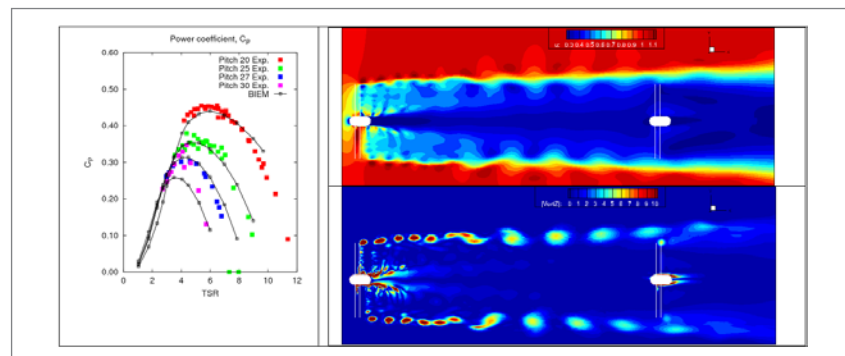 Power coefficient, Cp
0.60
0.50
0.40
0.30
0.20
0.10
0.00
Cp
Pitch 20 Exp.
Pitch 25 Exp.
Pitch 27 Exp.
Pitch 30 Exp.
BIEM
0 2 4 6 8 10 12 14
TSR
0 1 2 3 4 5 6 7 8 9 10